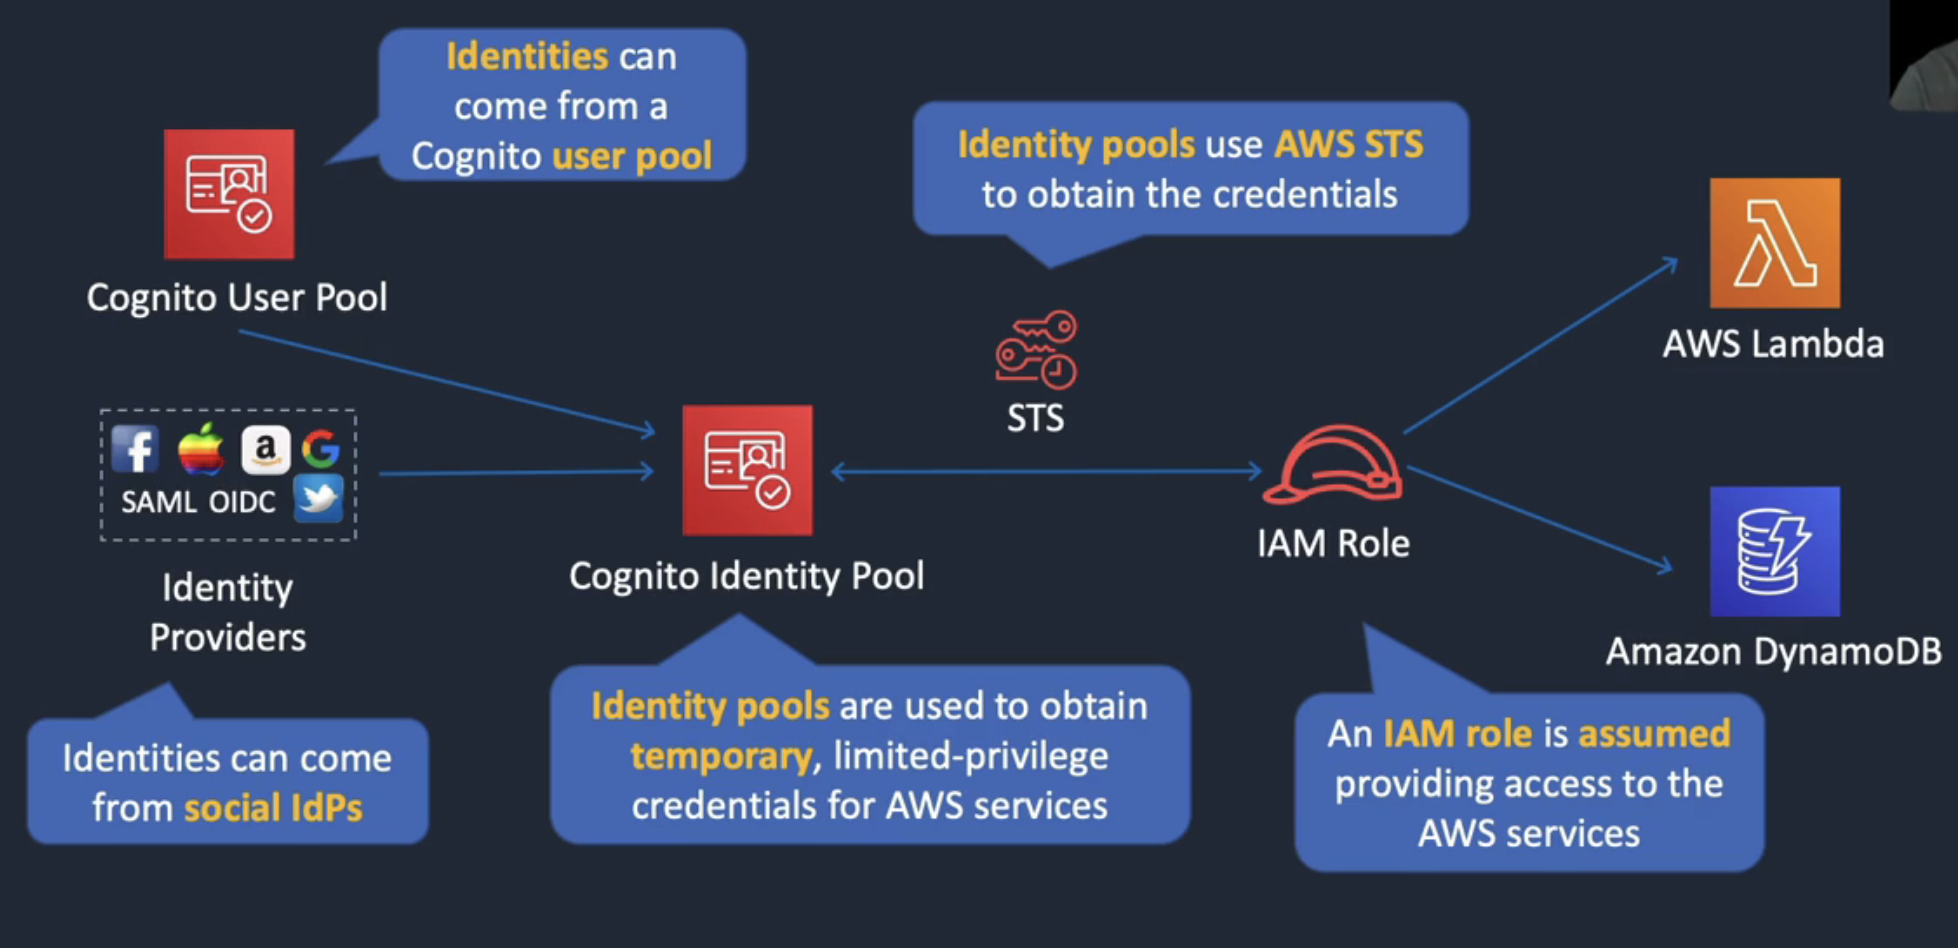 Identities can
come from a
Cognito user pool
Identity pools use AWS STS
to obtain the credentials
Cognito User Pool
AWS Lambda
STS
a
SAML OIDC
IAM Role
Cognito Identity Pool
Identity
Providers
Amazon DynamoDB
Identities can come
from social IdPs
Identity pools are used to obtain
temporary, limited-privilege
credentials for AWS services
An IAM role is assumed
providing access to the
AWS services